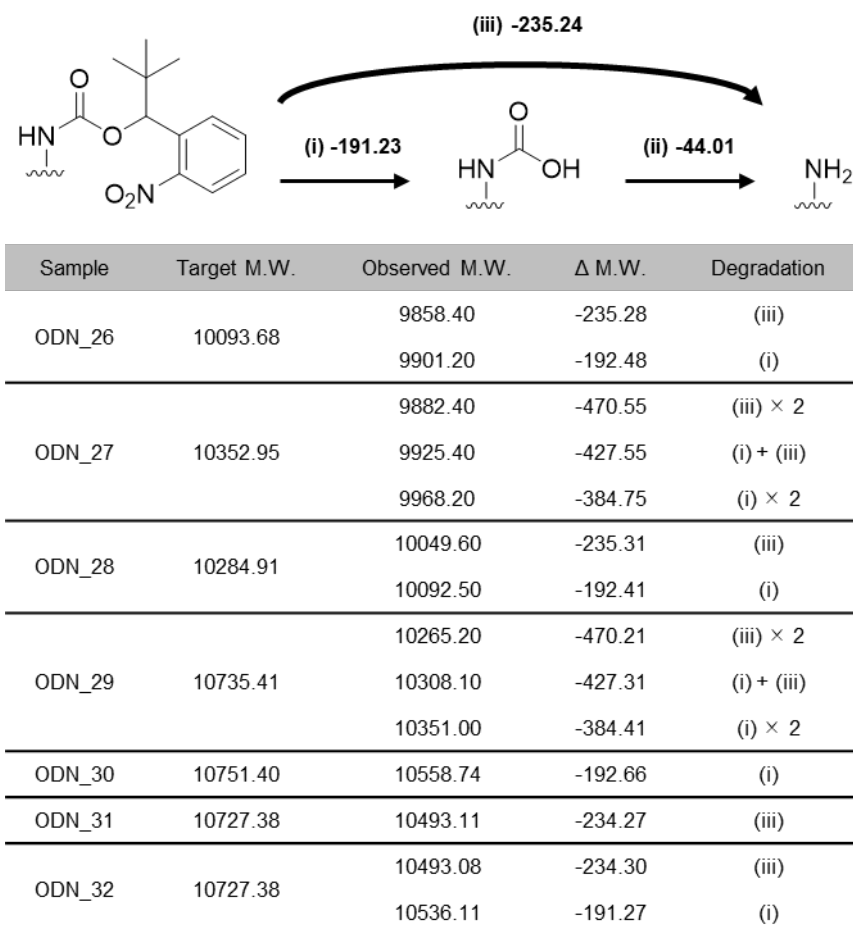 (iii) -235.24
O
HN
O
O₂N
(i) -191.23
O
HN
OH
(ii) -44.01
NH₂
Sample Target M.W. Observed M.W. Δ M.W. Degradation
ODN_26 10093.68 9858.40 -235.28 (iii)
9901.20 -192.48 (i)
ODN_27 10352.95 9882.40 -470.55 (iii) × 2
9925.40 -427.55 (i) + (iii)
9968.20 -384.75 (i) × 2
ODN_28 10284.91 10049.60 -235.31 (iii)
10092.50 -192.41 (i)
ODN_29 10735.41 10265.20 -470.21 (iii) × 2
10308.10 -427.31 (i) + (iii)
10351.00 -384.41 (i) × 2
ODN_30 10751.40 10558.74 -192.66 (i)
ODN_31 10727.38 10493.11 -234.27 (iii)
ODN_32 10727.38 10493.08 -234.30 (iii)
10536.11 -191.27 (i)